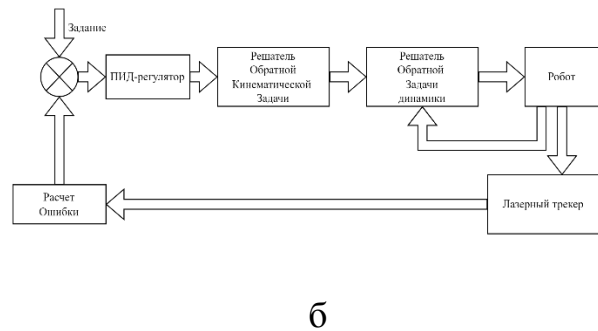 Задание
ПИД-регулятор
Решатель
Обратной
Кинематической
Задачи
Решатель
Обратной
Задачи
динамики
Робот
Расчет
Ошибки
Лазерный трекер
б